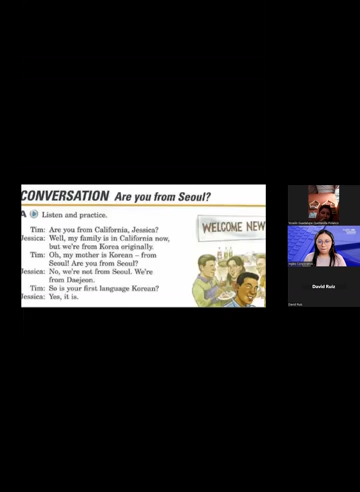 CONVERSATION Are you from Seoul?
A Listen and practice.
Tim: Are you from California, Jessica?
Jessica: Well, my family is in California now,
but we're from Korea originally.
Tim: Oh, my mother is Korean – from
Seoul! Are you from Seoul?
Jessica: No, we're not from Seoul. We're
from Daejeon.
Tim: So is your first language Korean?
Jessica: Yes, it is.
WELCOME NEW
David Ruiz
David Ruiz